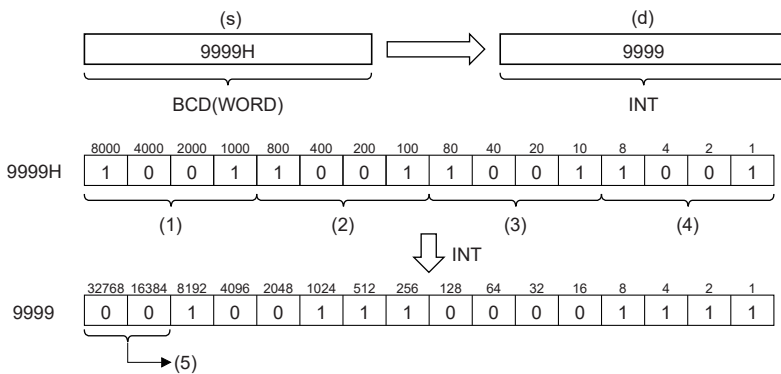 (s) (d)
9999H 9999
BCD(WORD) INT
8000 4000 2000 1000 800 400 200 100 80 40 20 10 8 4 2 1
9999H 1 0 0 1 1 0 0 1 1 0 0 1 1 0 0 1
(1) (2) (3) (4)
INT
32768 16384 8192 4096 2048 1024 512 256 128 64 32 16 8 4 2 1
9999 0 0 1 0 0 1 1 1 0 0 0 0 1 1 1 1
(5)